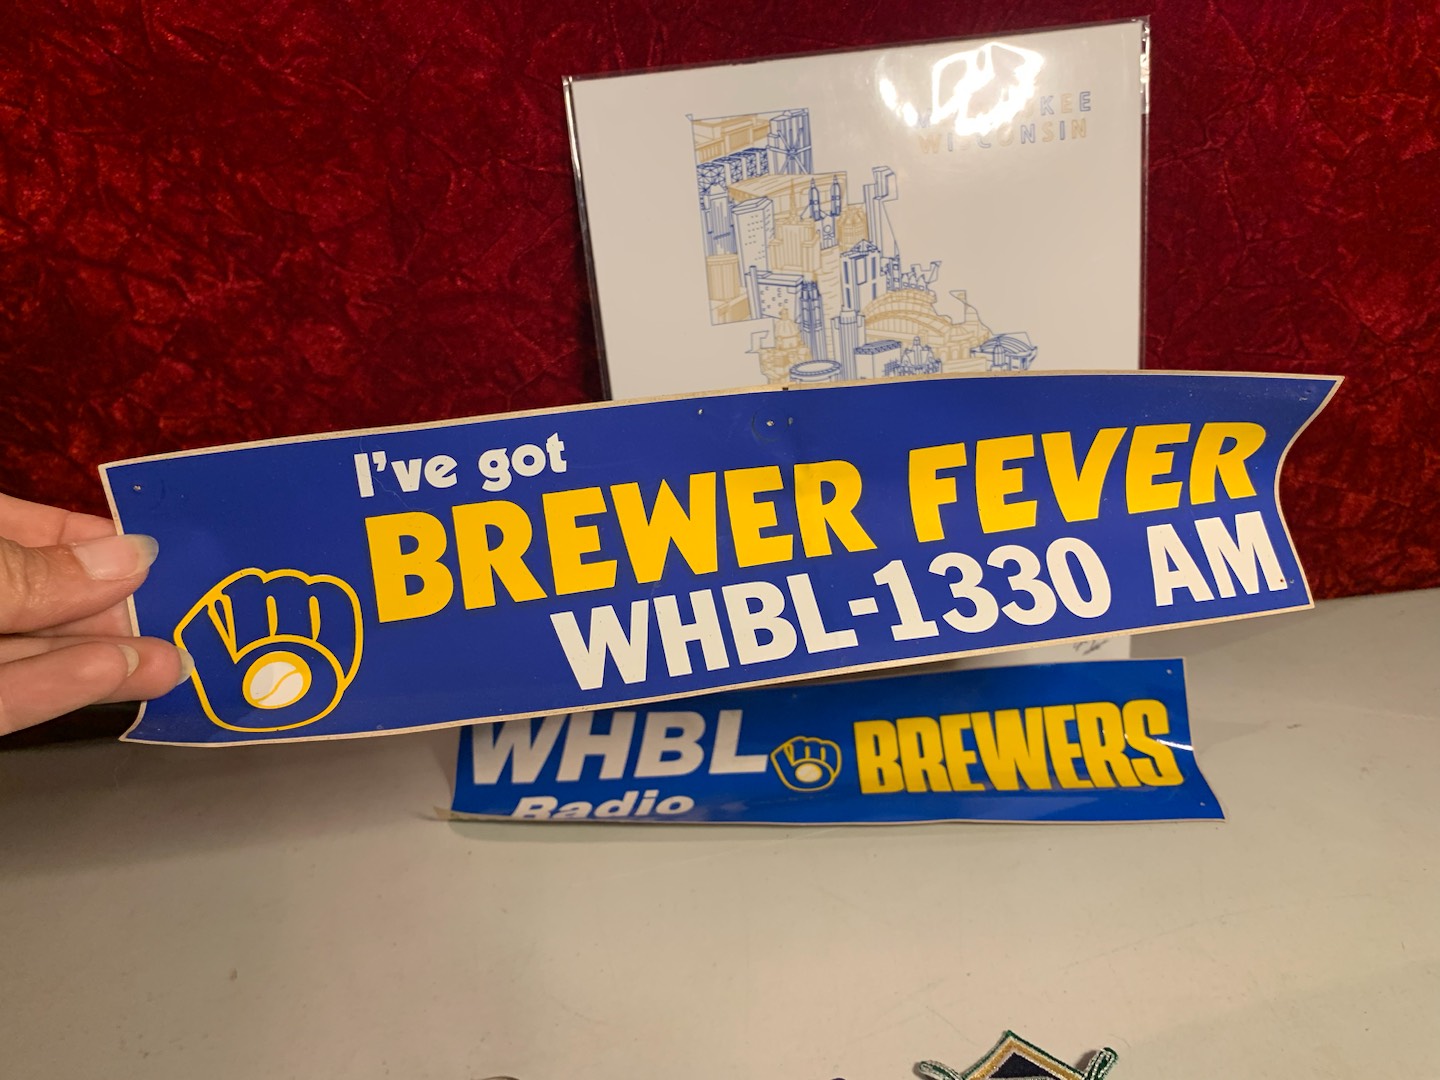 WISCONSIN
I've got
BREWER FEVER
WHBL-1330 AM
WHBL BREWERS
Radio